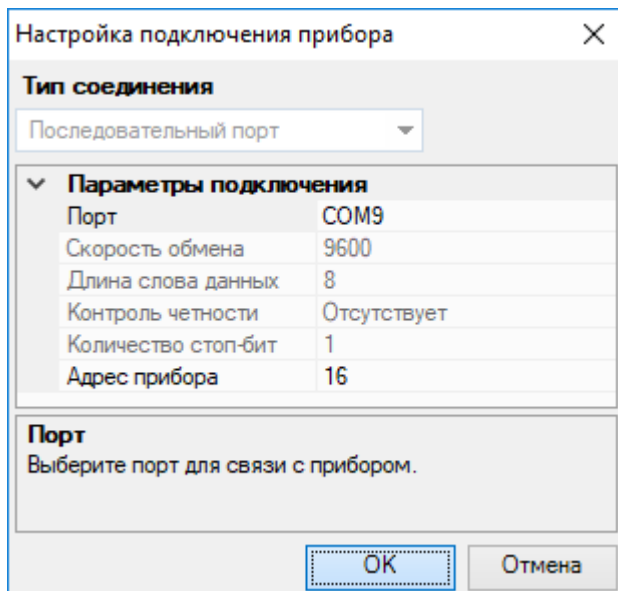 Настройка подключения прибора
Тип соединения
Последовательный порт
Параметры подключения
Порт COM9
Скорость обмена 9600
Длина слова данных 8
Контроль четности Отсутствует
Количество стоп-бит 1
Адрес прибора 16
Порт
Выберите порт для связи с прибором.
OK Отмена